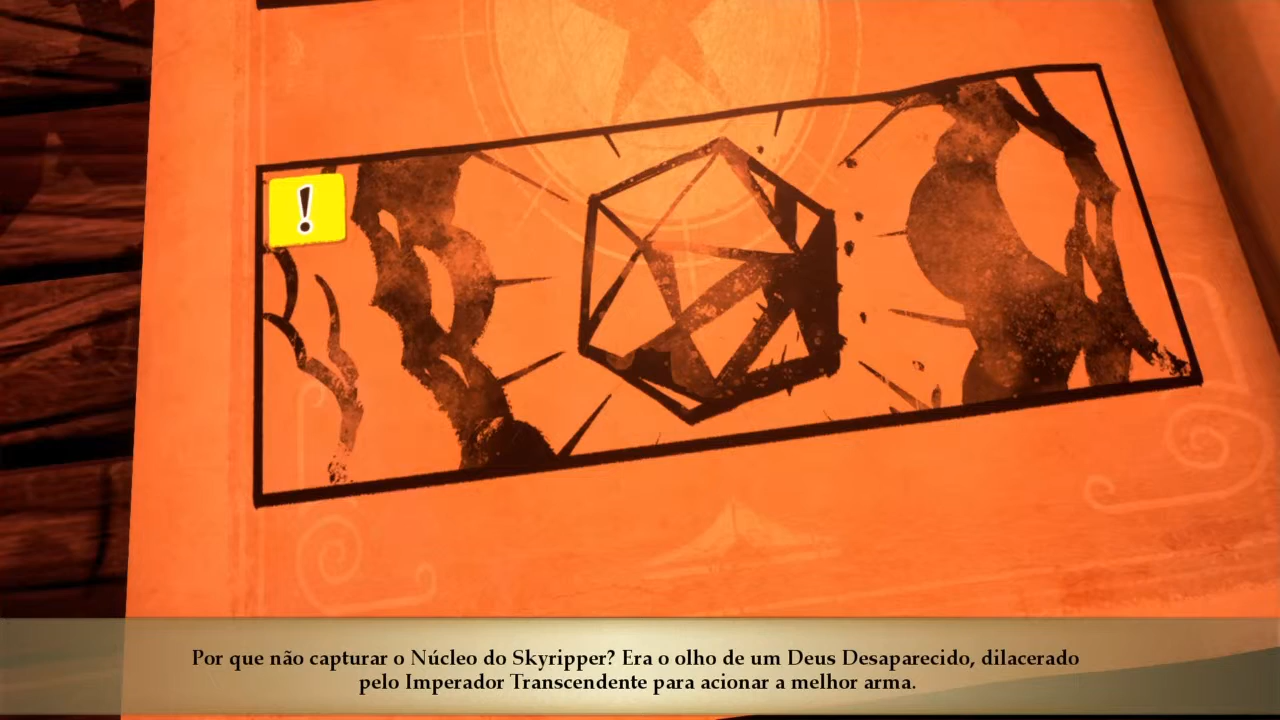 !
Por que não capturar o Núcleo do Skyripper? Era o olho de um Deus Desaparecido, dilacerado
pelo Imperador Transcendente para acionar a melhor arma.